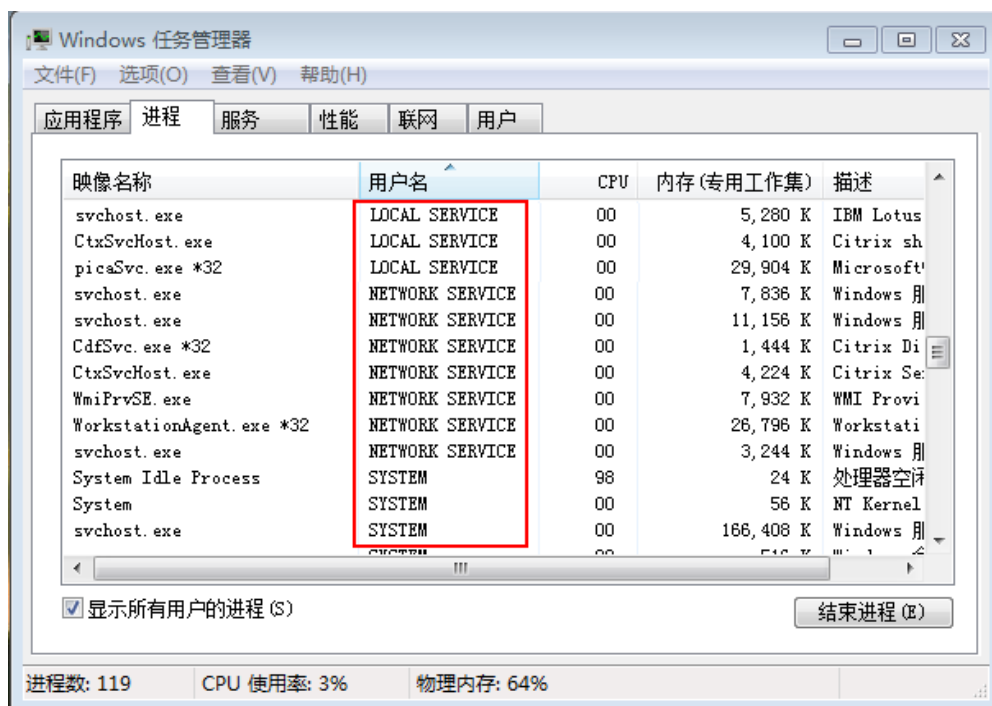 Windows 任务管理器
文件(F) 选项(O) 查看(V) 帮助(H)
应用程序 进程 服务 性能 联网 用户
映像名称 用户名 CPU 内存(专用工作集) 描述
svchost.exe LOCAL SERVICE 00 5,280 K IBM Lotus
CtxSvcHost.exe LOCAL SERVICE 00 4,100 K Citrix sh
picaSvc.exe *32 LOCAL SERVICE 00 29,904 K Microsoft
svchost.exe NETWORK SERVICE 00 7,836 K Windows
svchost.exe NETWORK SERVICE 00 11,156 K Windows
CdfSvc.exe *32 NETWORK SERVICE 00 1,444 K Citrix Di
CtxSvcHost.exe NETWORK SERVICE 00 4,224 K Citrix Se
WmiPrvSE.exe NETWORK SERVICE 00 7,932 K WMI Provi
WorkstationAgent.exe *32 NETWORK SERVICE 00 26,796 K Workstati
svchost.exe NETWORK SERVICE 00 3,244 K Windows
System Idle Process SYSTEM 98 24 K 处理器空闲
System SYSTEM 00 56 K NT Kernel
svchost.exe SYSTEM 00 166,408 K Windows
显示所有用户的进程(S) 结束进程(E)
进程数: 119 CPU 使用率: 3% 物理内存: 64%